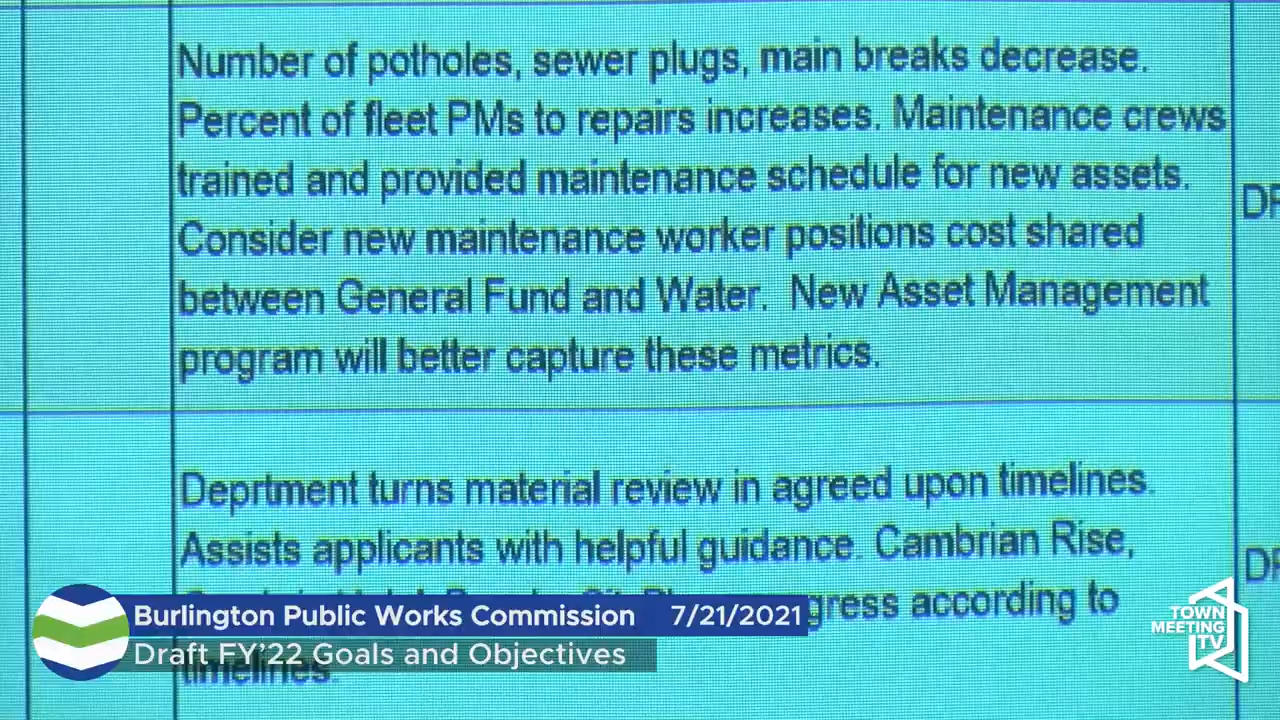 Number of potholes, sewer plugs, main breaks decrease.
Percent of fleet PMs to repairs increases. Maintenance crews
trained and provided maintenance schedule for new assets.
Consider new maintenance worker positions cost shared
between General Fund and Water. New Asset Management
program will better capture these metrics.
Deprtment turns material review in agreed upon timelines.
Assists applicants with helpful guidance. Cambrian Rise,
according to
timelines.
Burlington Public Works Commission 7/21/2021
Draft FY'22 Goals and Objectives
TOWN
MEETING
TV